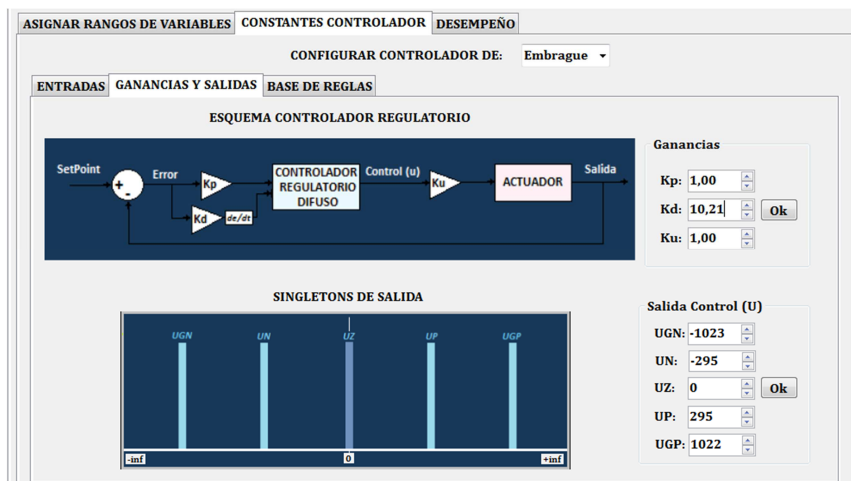 ASIGNAR RANGOS DE VARIABLES CONSTANTES CONTROLADOR DESEMPEÑO
CONFIGURAR CONTROLADOR DE: Embrague
ENTRADAS GANANCIAS Y SALIDAS BASE DE REGLAS
ESQUEMA CONTROLADOR REGULATORIO
SetPoint
+
-
Error
Kp
Kd
de/dt
CONTROLADOR
REGULATORIO
DIFUSO
Control (u)
Ku
ACTUADOR
Salida
Ganancias
Kp: 1,00
Kd: 10,21 Ok
Ku: 1,00
SINGLETONS DE SALIDA
UGN UN UZ UP UGP
-inf 0 +inf
Salida Control (U)
UGN: -1023
UN: -295
UZ: 0 Ok
UP: 295
UGP: 1022